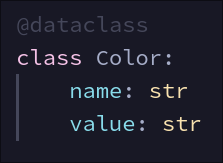 @dataclass
class Color:
    name: str
    value: str